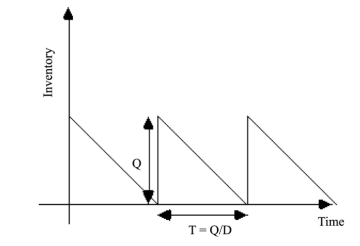 Inventory
Q
Time
T = Q/D